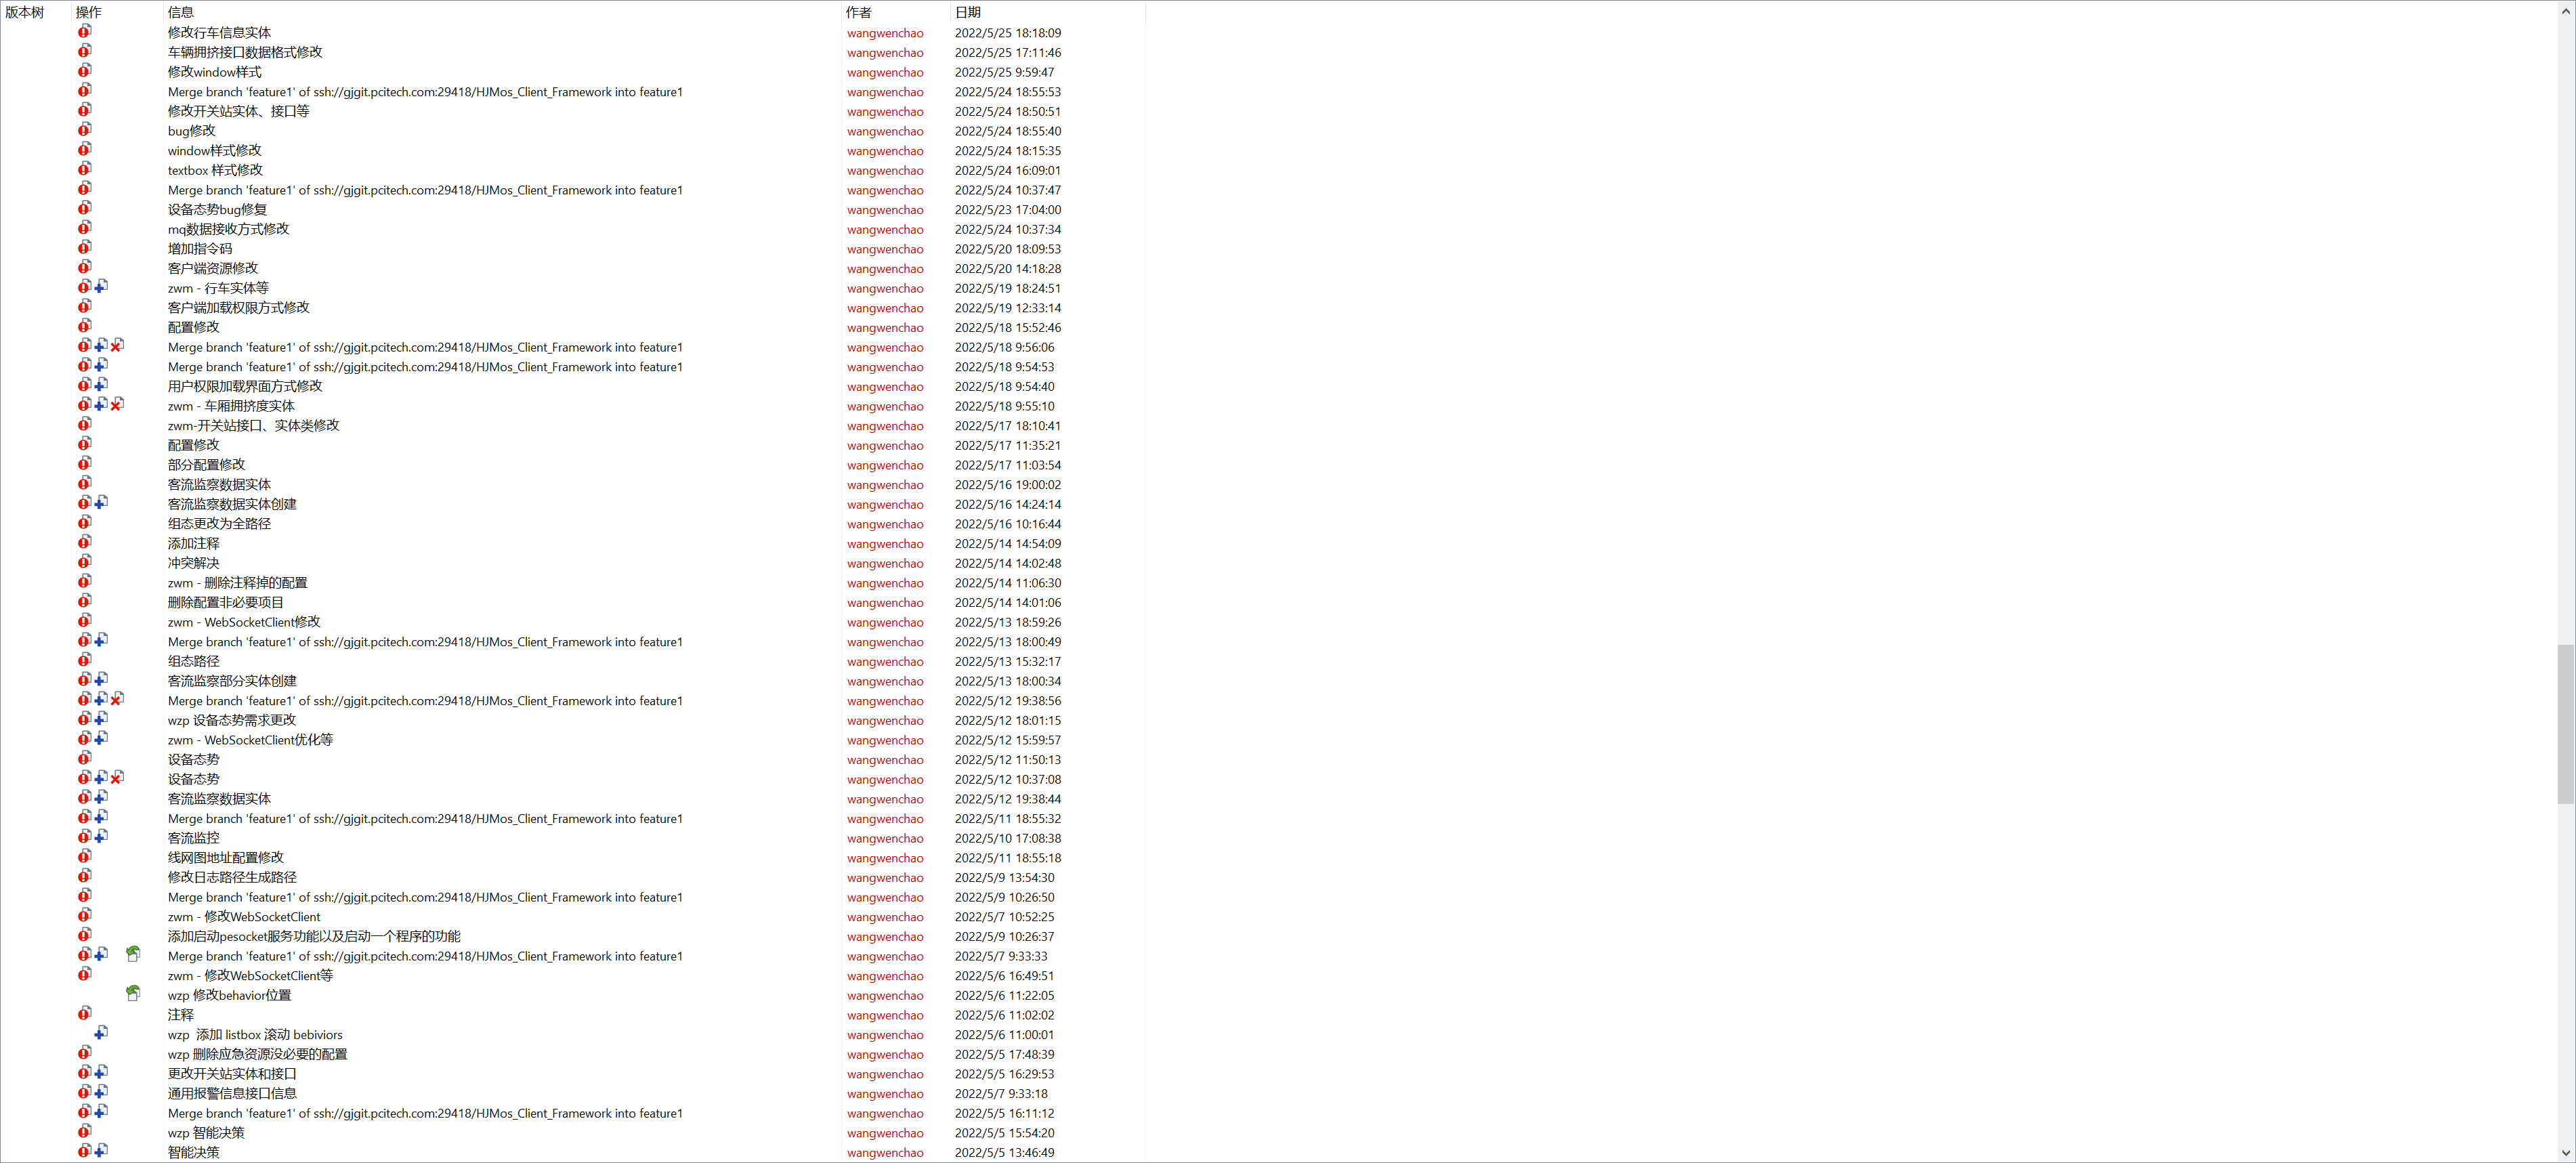 版本树 操作 信息 作者 日期
修改行车信息实体 wangwenchao 2022/5/25 18:18:09
车辆拥挤接口数据格式修改 wangwenchao 2022/5/25 17:11:46
修改window样式 wangwenchao 2022/5/25 9:59:47
Merge branch 'feature1' of ssh://gjgit.pcitech.com:29418/HJMos_Client_Framework into feature1 wangwenchao 2022/5/24 18:55:53
修改开关站实体、接口等 wangwenchao 2022/5/24 18:50:51
bug修改 wangwenchao 2022/5/24 18:55:40
window样式修改 wangwenchao 2022/5/24 18:15:35
textbox 样式修改 wangwenchao 2022/5/24 16:09:01
Merge branch 'feature1' of ssh://gjgit.pcitech.com:29418/HJMos_Client_Framework into feature1 wangwenchao 2022/5/24 10:37:47
设备态势bug修复 wangwenchao 2022/5/23 17:04:00
mq数据接收方式修改 wangwenchao 2022/5/24 10:37:34
增加指令码 wangwenchao 2022/5/20 18:09:53
客户端资源修改 wangwenchao 2022/5/20 14:18:28
zwm - 行车实体等 wangwenchao 2022/5/19 18:24:51
客户端加载权限方式修改 wangwenchao 2022/5/19 12:33:14
配置修改 wangwenchao 2022/5/18 15:52:46
Merge branch 'feature1' of ssh://gjgit.pcitech.com:29418/HJMos_Client_Framework into feature1 wangwenchao 2022/5/18 9:56:06
Merge branch 'feature1' of ssh://gjgit.pcitech.com:29418/HJMos_Client_Framework into feature1 wangwenchao 2022/5/18 9:54:53
用户权限加载界面方式修改 wangwenchao 2022/5/18 9:54:40
zwm - 车厢拥挤度实体 wangwenchao 2022/5/18 9:55:10
zwm-开关站接口、实体类修改 wangwenchao 2022/5/17 18:10:41
配置修改 wangwenchao 2022/5/17 11:35:21
部分配置修改 wangwenchao 2022/5/17 11:03:54
客流监察数据实体 wangwenchao 2022/5/16 19:00:02
客流监察数据实体创建 wangwenchao 2022/5/16 14:24:14
组态更改为全路径 wangwenchao 2022/5/16 10:16:44
添加注释 wangwenchao 2022/5/14 14:54:09
冲突解决 wangwenchao 2022/5/14 14:02:48
zwm - 删除注释掉的配置 wangwenchao 2022/5/14 11:06:30
删除配置非必要项目 wangwenchao 2022/5/14 14:01:06
zwm - WebSocketClient修改 wangwenchao 2022/5/13 18:59:26
Merge branch 'feature1' of ssh://gjgit.pcitech.com:29418/HJMos_Client_Framework into feature1 wangwenchao 2022/5/13 18:00:49
组态路径 wangwenchao 2022/5/13 15:32:17
客流监察部分实体创建 wangwenchao 2022/5/13 18:00:34
Merge branch 'feature1' of ssh://gjgit.pcitech.com:29418/HJMos_Client_Framework into feature1 wangwenchao 2022/5/12 19:38:56
wzp 设备态势需求更改 wangwenchao 2022/5/12 18:01:15
zwm - WebSocketClient优化等 wangwenchao 2022/5/12 15:59:57
设备态势 wangwenchao 2022/5/12 11:50:13
设备态势 wangwenchao 2022/5/12 10:37:08
客流监察数据实体 wangwenchao 2022/5/12 19:38:44
Merge branch 'feature1' of ssh://gjgit.pcitech.com:29418/HJMos_Client_Framework into feature1 wangwenchao 2022/5/11 18:55:32
客流监控 wangwenchao 2022/5/10 17:08:38
线网图地址配置修改 wangwenchao 2022/5/11 18:55:18
修改日志路径生成路径 wangwenchao 2022/5/9 13:54:30
Merge branch 'feature1' of ssh://gjgit.pcitech.com:29418/HJMos_Client_Framework into feature1 wangwenchao 2022/5/9 10:26:50
zwm - 修改WebSocketClient wangwenchao 2022/5/7 10:52:25
添加启动pesocket服务功能以及启动一个程序的功能 wangwenchao 2022/5/9 10:26:37
Merge branch 'feature1' of ssh://gjgit.pcitech.com:29418/HJMos_Client_Framework into feature1 wangwenchao 2022/5/7 9:33:33
zwm - 修改WebSocketClient等 wangwenchao 2022/5/6 16:49:51
wzp 修改behavior位置 wangwenchao 2022/5/6 11:22:05
注释 wangwenchao 2022/5/6 11:02:02
wzp 添加 listbox 滚动 bebiviors wangwenchao 2022/5/6 11:00:01
wzp 删除应急资源没必要的配置 wangwenchao 2022/5/5 17:48:39
更改开关站实体和接口 wangwenchao 2022/5/5 16:29:53
通用报警信息接口信息 wangwenchao 2022/5/7 9:33:18
Merge branch 'feature1' of ssh://gjgit.pcitech.com:29418/HJMos_Client_Framework into feature1 wangwenchao 2022/5/5 16:11:12
wzp 智能决策 wangwenchao 2022/5/5 15:54:20
智能决策 wangwenchao 2022/5/5 13:46:49